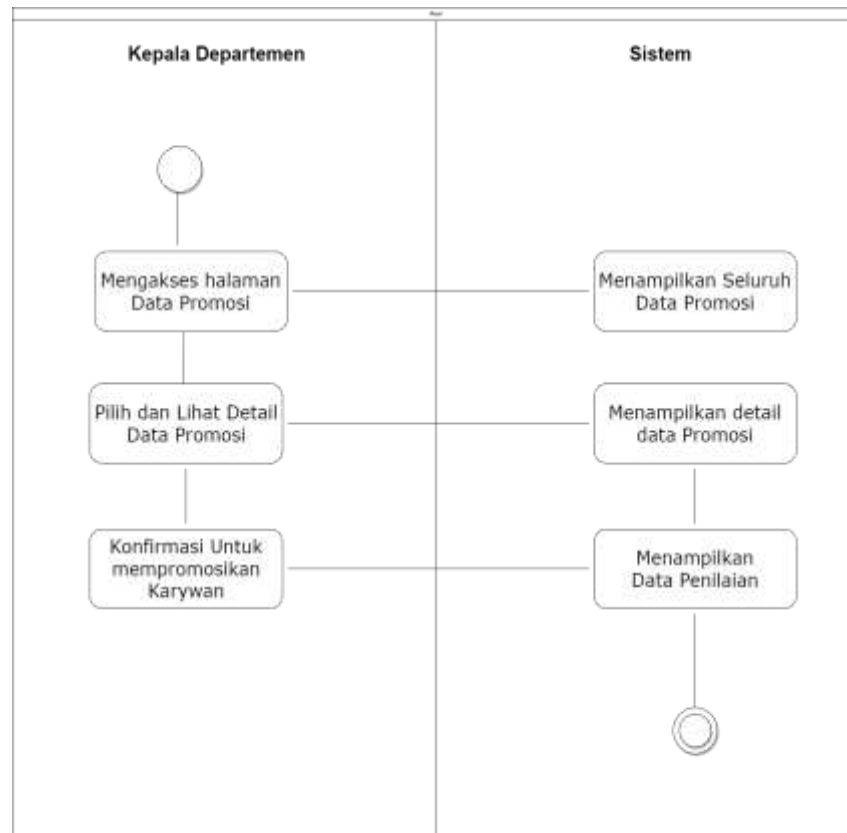 Kepala Departemen
Sistem
Mengakses halaman
Data Promosi
Menampilkan Seluruh
Data Promosi
Pilih dan Lihat Detail
Data Promosi
Menampilkan detail
data Promosi
Konfirmasi Untuk
mempromosikan
Karywan
Menampilkan
Data Penilaian